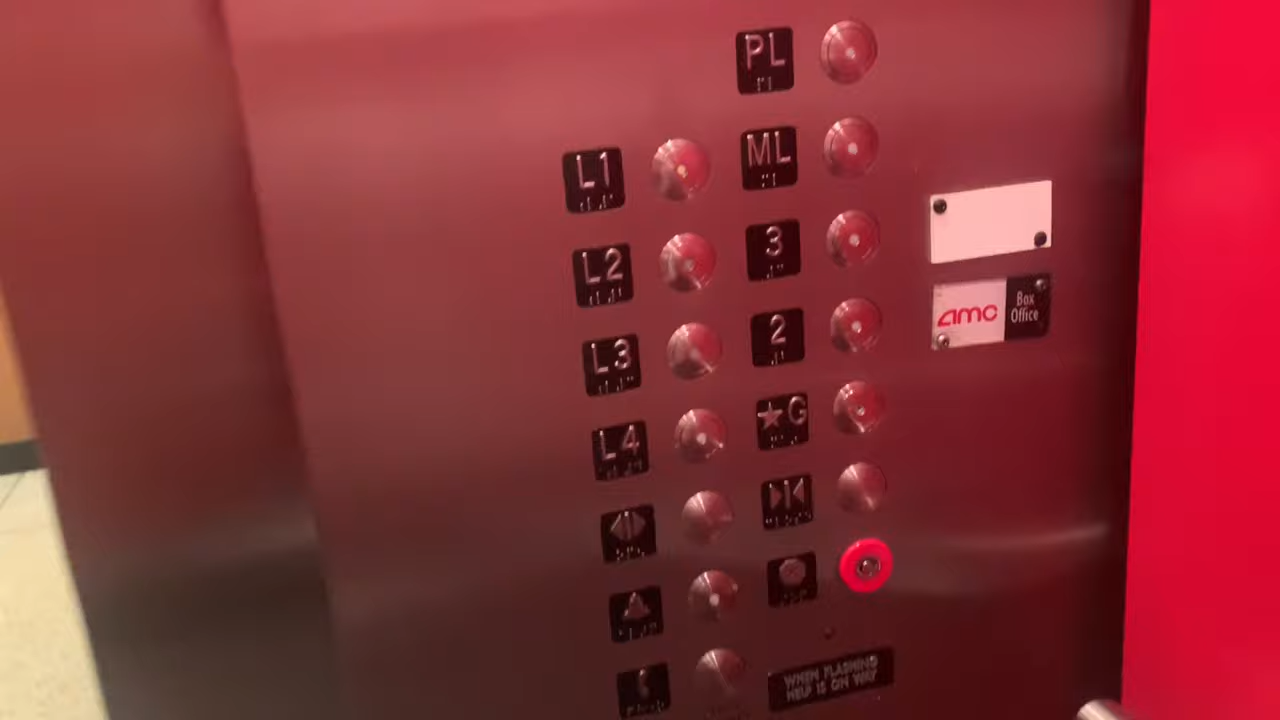 PL
L1
ML
L2
3
L3
2
L4
★G
amc
Box
Office
WHEN FLASHING
HELP IS ON WAY